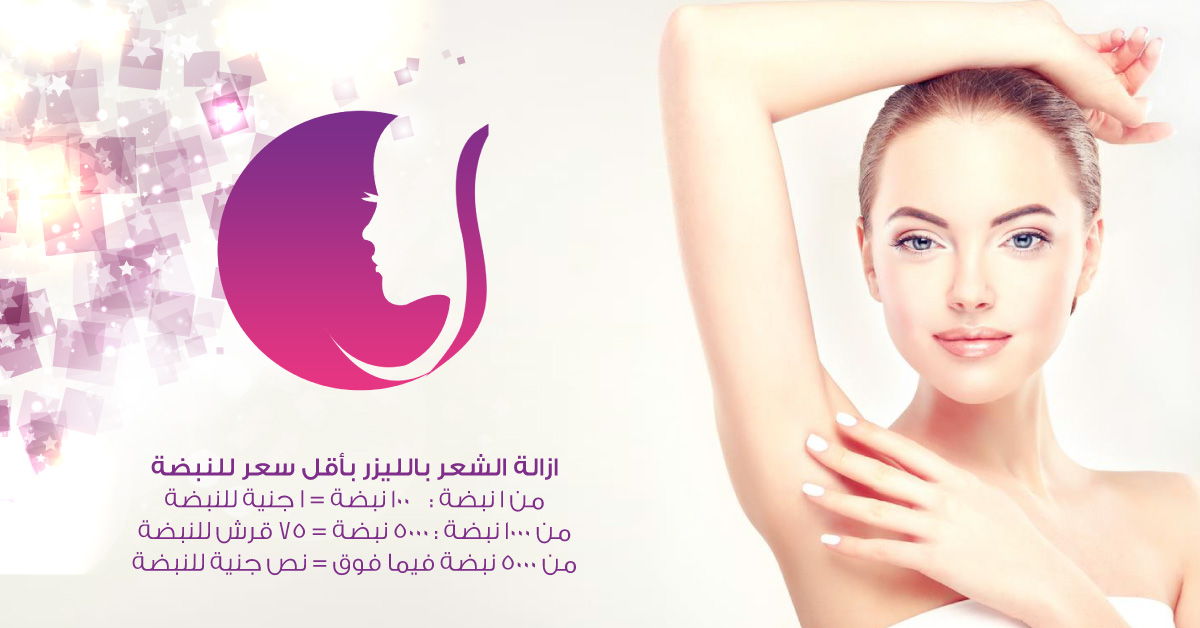 ازالة الشعر بالليزر بأقل سعر للنبضة
من ١ نبضة : ١٠٠ نبضة = ١ جنية للنبضة
من ١٠٠٠ نبضة : ٥٠٠٠ نبضة = ٧٥ قرش للنبضة
من ٥٠٠٠ نبضة فيما فوق = نص جنية للنبضة